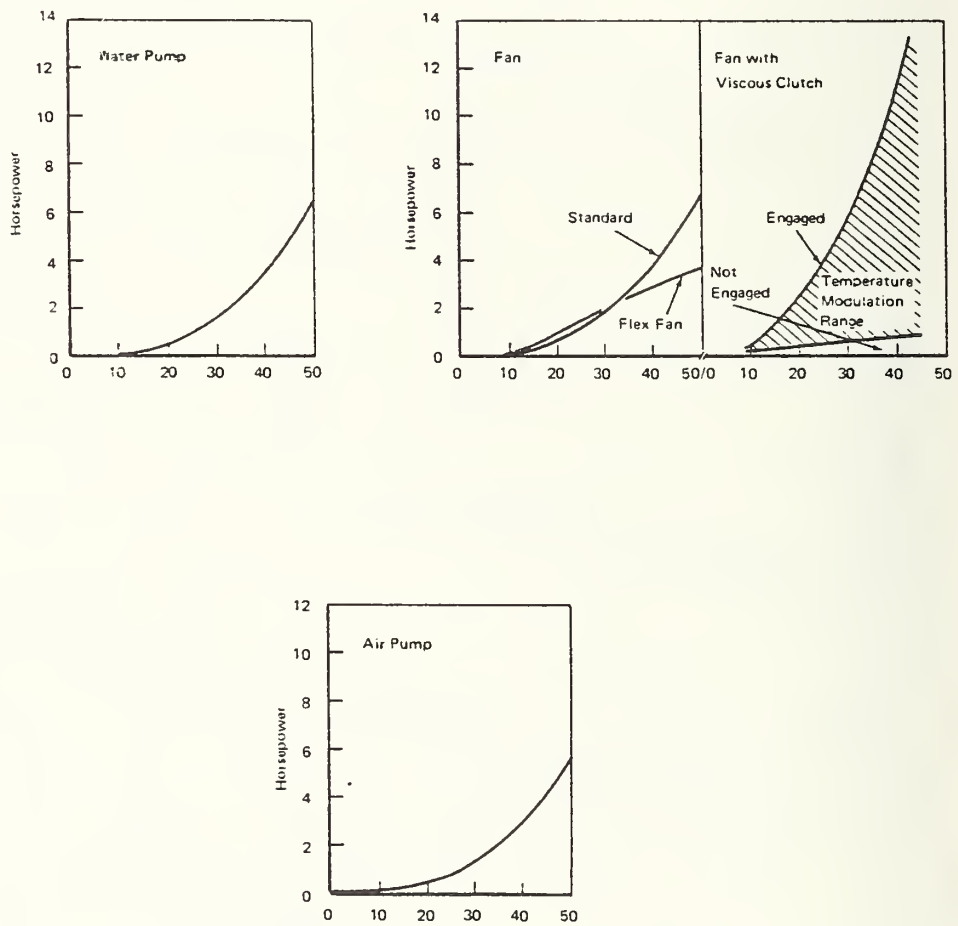 14
12
10
8
6
4
2
0
Horsepower
Water Pump
0 10 20 30 40 50
14
12
10
8
6
4
2
0
Horsepower
Fan
Standard
Flex Fan
0 10 20 30 40 50/0 10 20 30 40 50
Fan with
Viscous Clutch
Engaged
Not
Engaged
Temperature
Modulation
Range
12
10
8
6
4
2
0
Horsepower
Air Pump
0 10 20 30 40 50